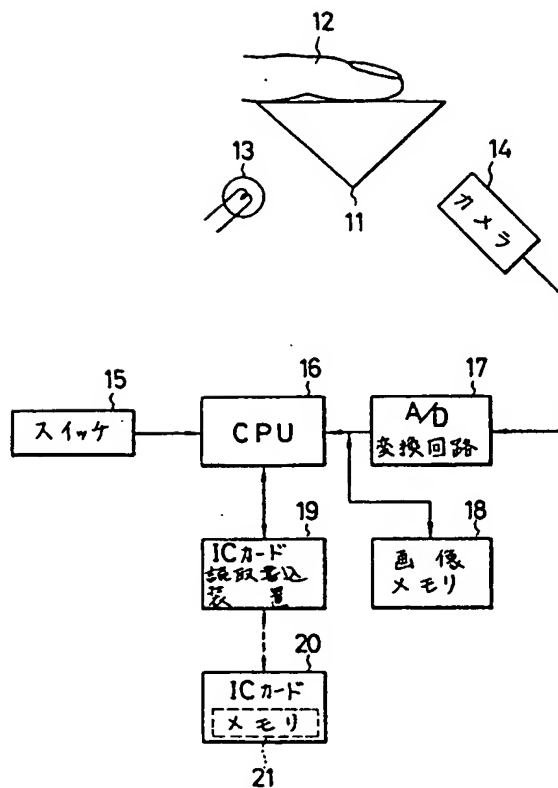 12
13
14
11
カメラ
15
16
17
スイッチ
CPU
A/D
変換回路
19
18
ICカード
読取書込
装置
画像
メモリ
20
ICカード
メモリ
21